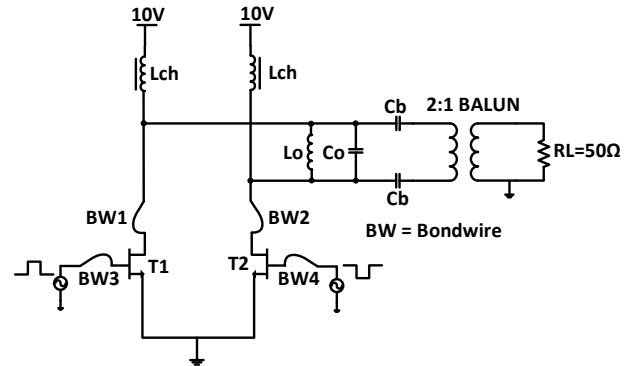 10V
10V
Lch
Lch
Cb
2:1 BALUN
Lo
Co
RL=50Ω
Cb
BW1
BW2
BW = Bondwire
BW3
T1
T2
BW4